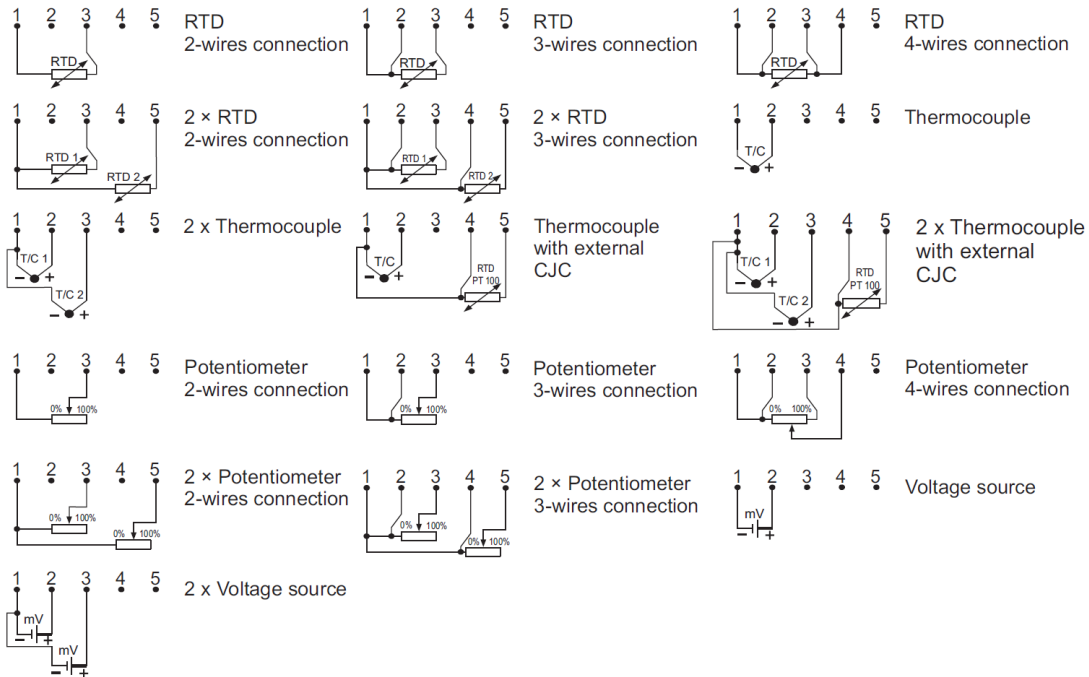 1 2 3 4 5 RTD
2-wires connection
RTD
1 2 3 4 5 RTD
3-wires connection
RTD
1 2 3 4 5 RTD
4-wires connection
RTD
1 2 3 4 5 2 × RTD
2-wires connection
RTD 1
RTD 2
1 2 3 4 5 2 × RTD
3-wires connection
RTD 1
RTD 2
1 2 3 4 5 Thermocouple
T/C
– +
1 2 3 4 5 2 x Thermocouple
T/C 1
– +
T/C 2
– +
1 2 3 4 5 Thermocouple
with external
CJC
T/C
– +
RTD
PT 100
1 2 3 4 5 2 x Thermocouple
with external
CJC
T/C 1
– +
T/C 2
– +
RTD
PT 100
1 2 3 4 5 Potentiometer
2-wires connection
0% 100%
1 2 3 4 5 Potentiometer
3-wires connection
0% 100%
1 2 3 4 5 Potentiometer
4-wires connection
0% 100%
1 2 3 4 5 2 × Potentiometer
2-wires connection
0% 100%
0% 100%
1 2 3 4 5 2 × Potentiometer
3-wires connection
0% 100%
0% 100%
1 2 3 4 5 Voltage source
mV
– +
1 2 3 4 5 2 x Voltage source
mV
– +
mV
– +